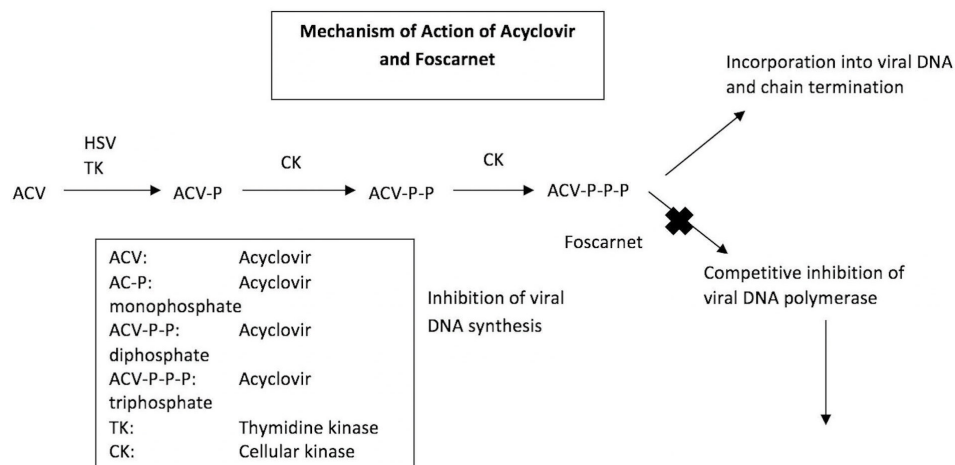 Mechanism of Action of Acyclovir
and Foscarnet
Incorporation into viral DNA
and chain termination
HSV
TK
CK
CK
ACV
ACV-P
ACV-P-P
ACV-P-P-P
Foscarnet
Competitive inhibition of
viral DNA polymerase
Inhibition of viral
DNA synthesis
ACV: Acyclovir
AC-P: Acyclovir
monophosphate
ACV-P-P: Acyclovir
diphosphate
ACV-P-P-P: Acyclovir
triphosphate
TK: Thymidine kinase
CK: Cellular kinase